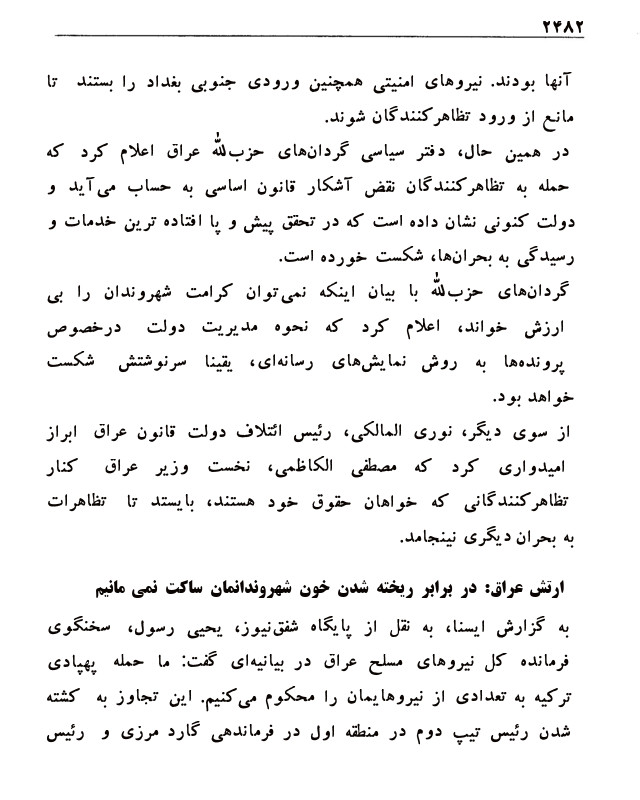 ۲۴۸۲
آنها بودند. نیروهای امنیتی همچنین ورودی جنوبی بغداد را بستند تا
مانع از ورود تظاهرکنندگان شوند.
در همین حال، دفتر سیاسی گردان‌های حزب‌الله عراق اعلام کرد که
حمله به تظاهرکنندگان نقض آشکار قانون اساسی به حساب می‌آید و
دولت کنونی نشان داده است که در تحقق پیش و پا افتاده ترین خدمات و
رسیدگی به بحران‌ها، شکست خورده است.
گردان‌های حزب‌الله با بیان اینکه نمی‌توان کرامت شهروندان را بی
ارزش خواند، اعلام کرد که نحوه مدیریت دولت درخصوص
پرونده‌ها به روش نمایش‌های رسانه‌ای، یقینا سرنوشتش شکست
خواهد بود.
از سوی دیگر، نوری المالکی، رئیس ائتلاف دولت قانون عراق ابراز
امیدواری کرد که مصطفی الکاظمی، نخست وزیر عراق کنار
تظاهرکنندگانی که خواهان حقوق خود هستند، بایستد تا تظاهرات
به بحران دیگری نینجامد.
ارتش عراق: در برابر ریخته شدن خون شهروندانمان ساکت نمی مانیم
به گزارش ایسنا، به نقل از پایگاه شفق‌نیوز، یحیی رسول، سخنگوی
فرمانده کل نیروهای مسلح عراق در بیانیه‌ای گفت: ما حمله پهپادی
ترکیه به تعدادی از نیروهایمان را محکوم می‌کنیم. این تجاوز به کشته
شدن رئیس تیپ دوم در منطقه اول در فرماندهی گارد مرزی و رئیس